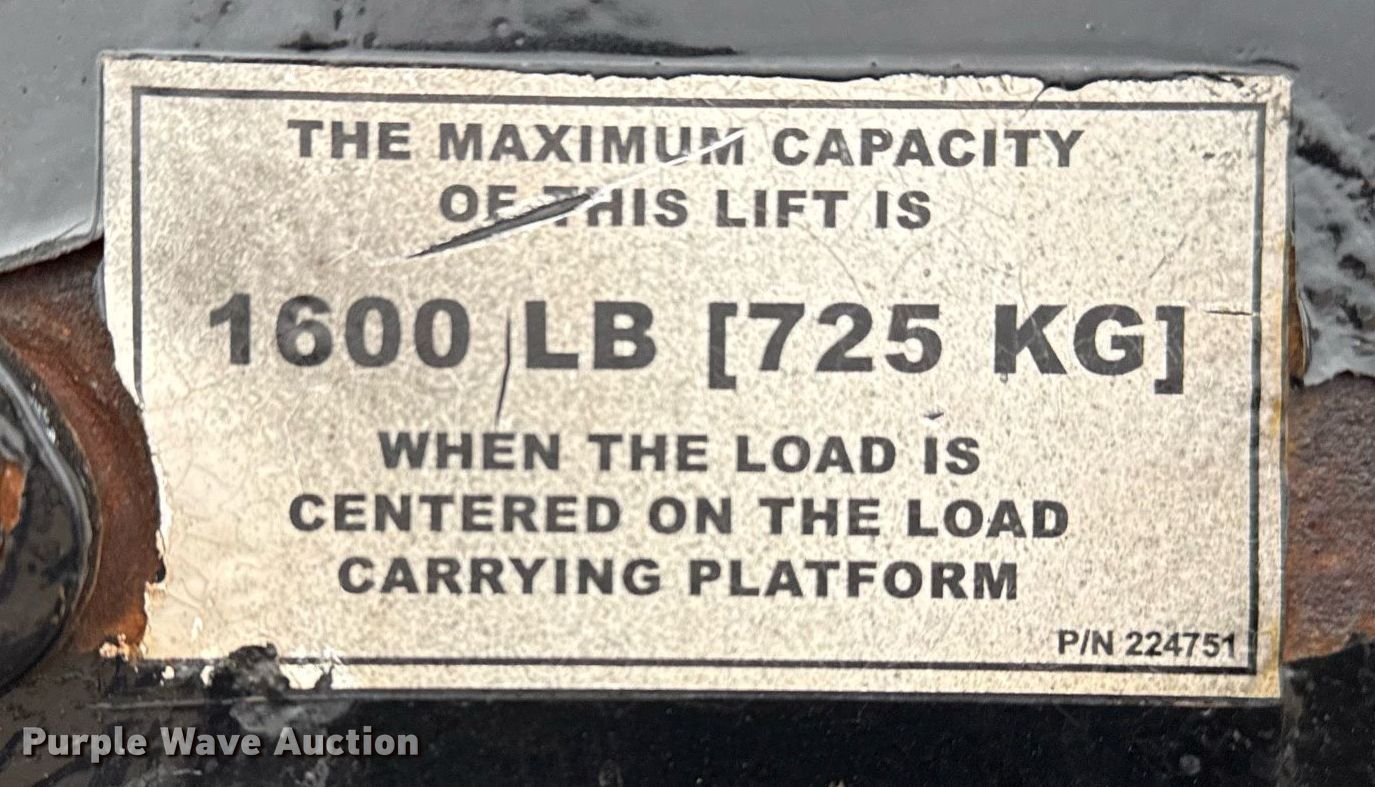 THE MAXIMUM CAPACITY
OF THIS LIFT IS
1600 LB [725 KG]
WHEN THE LOAD IS
CENTERED ON THE LOAD
CARRYING PLATFORM
P/N 224751
Purple Wave Auction